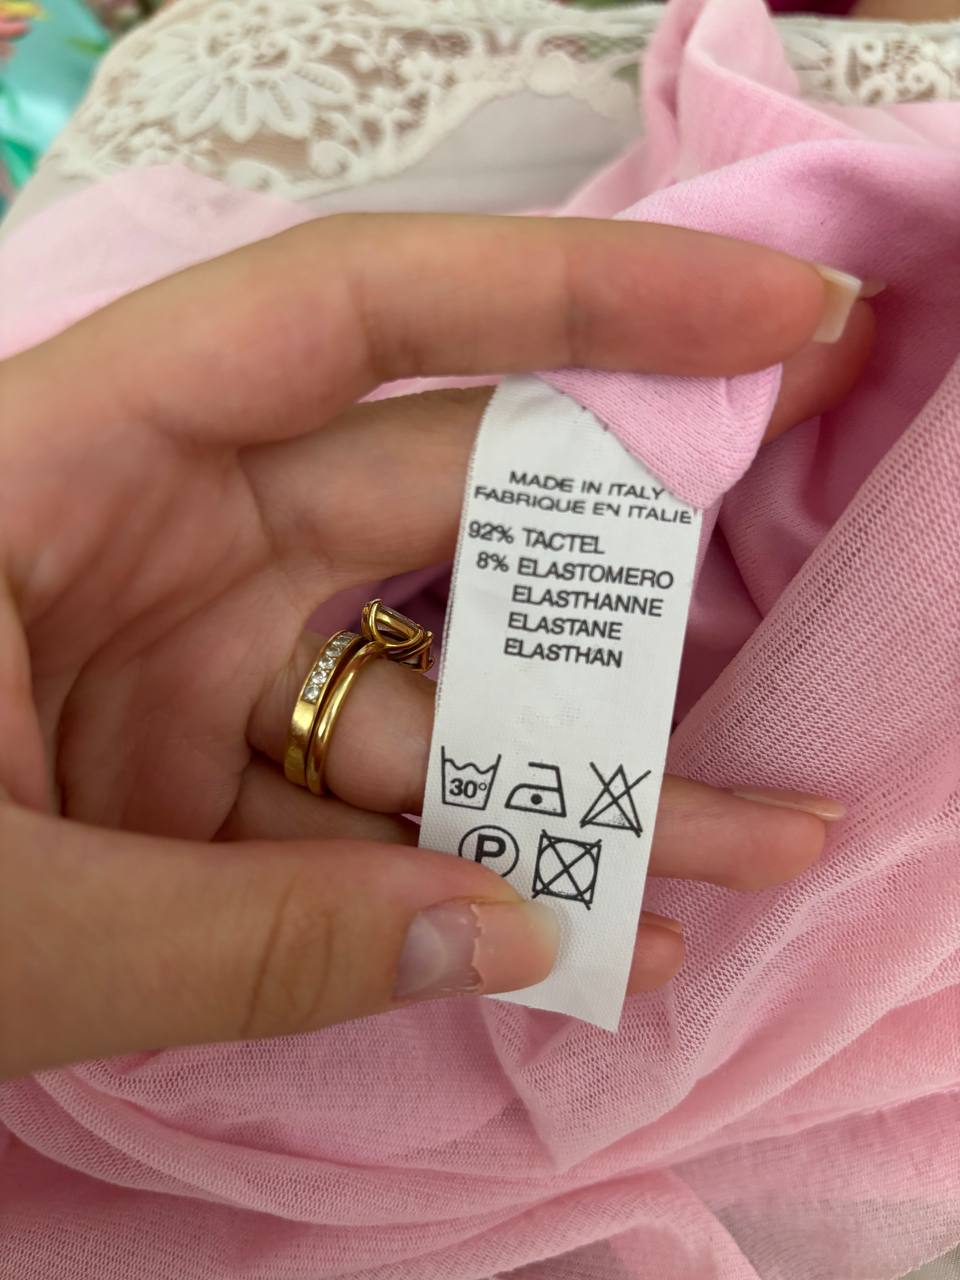 MADE IN ITALY
FABRIQUE EN ITALIE
92% TACTEL
8% ELASTOMERO
ELASTHANNE
ELASTANE
ELASTHAN
30°
P